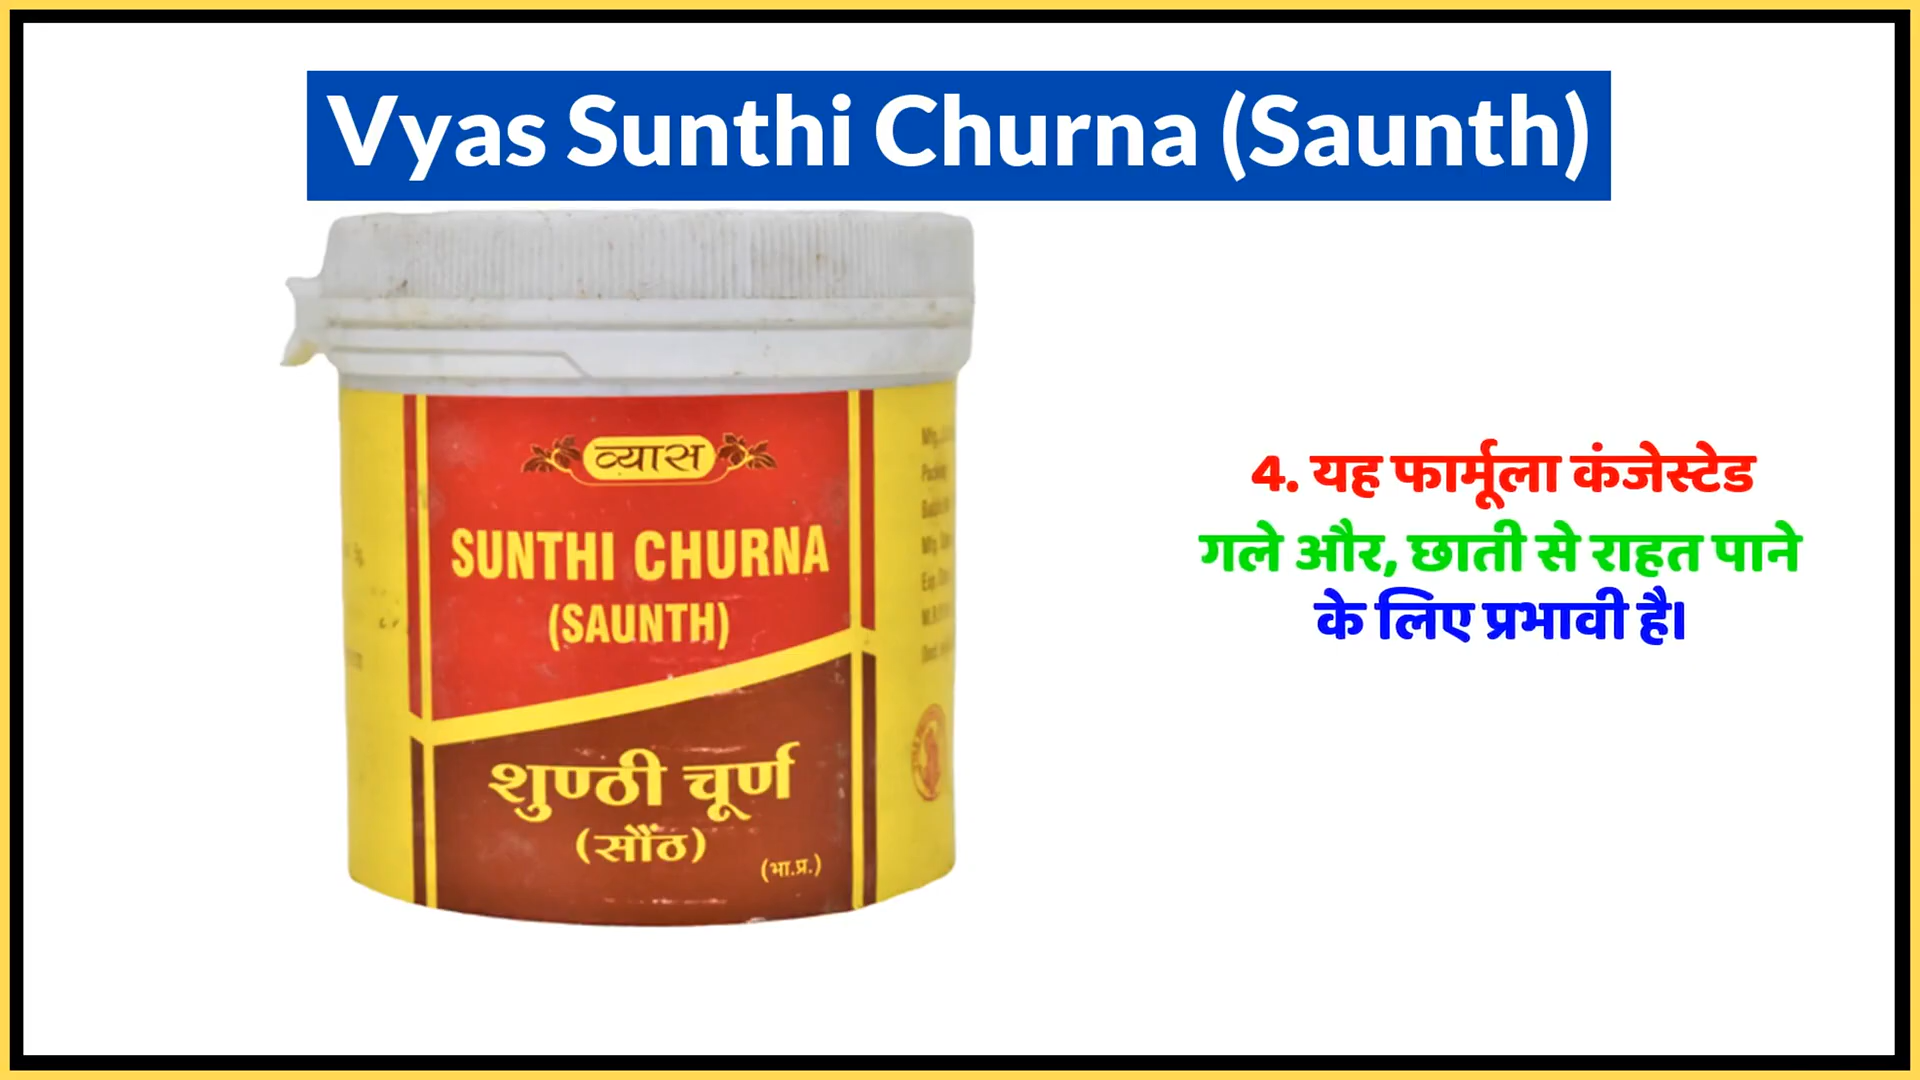 Vyas Sunthi Churna (Saunth)
व्यास
SUNTHI CHURNA
(SAUNTH)
शुण्ठी चूर्ण
(सौंठ)
(भा.प्र.)
4. यह फार्मूला कंजेस्टेड
गले और, छाती से राहत पाने
के लिए प्रभावी है।